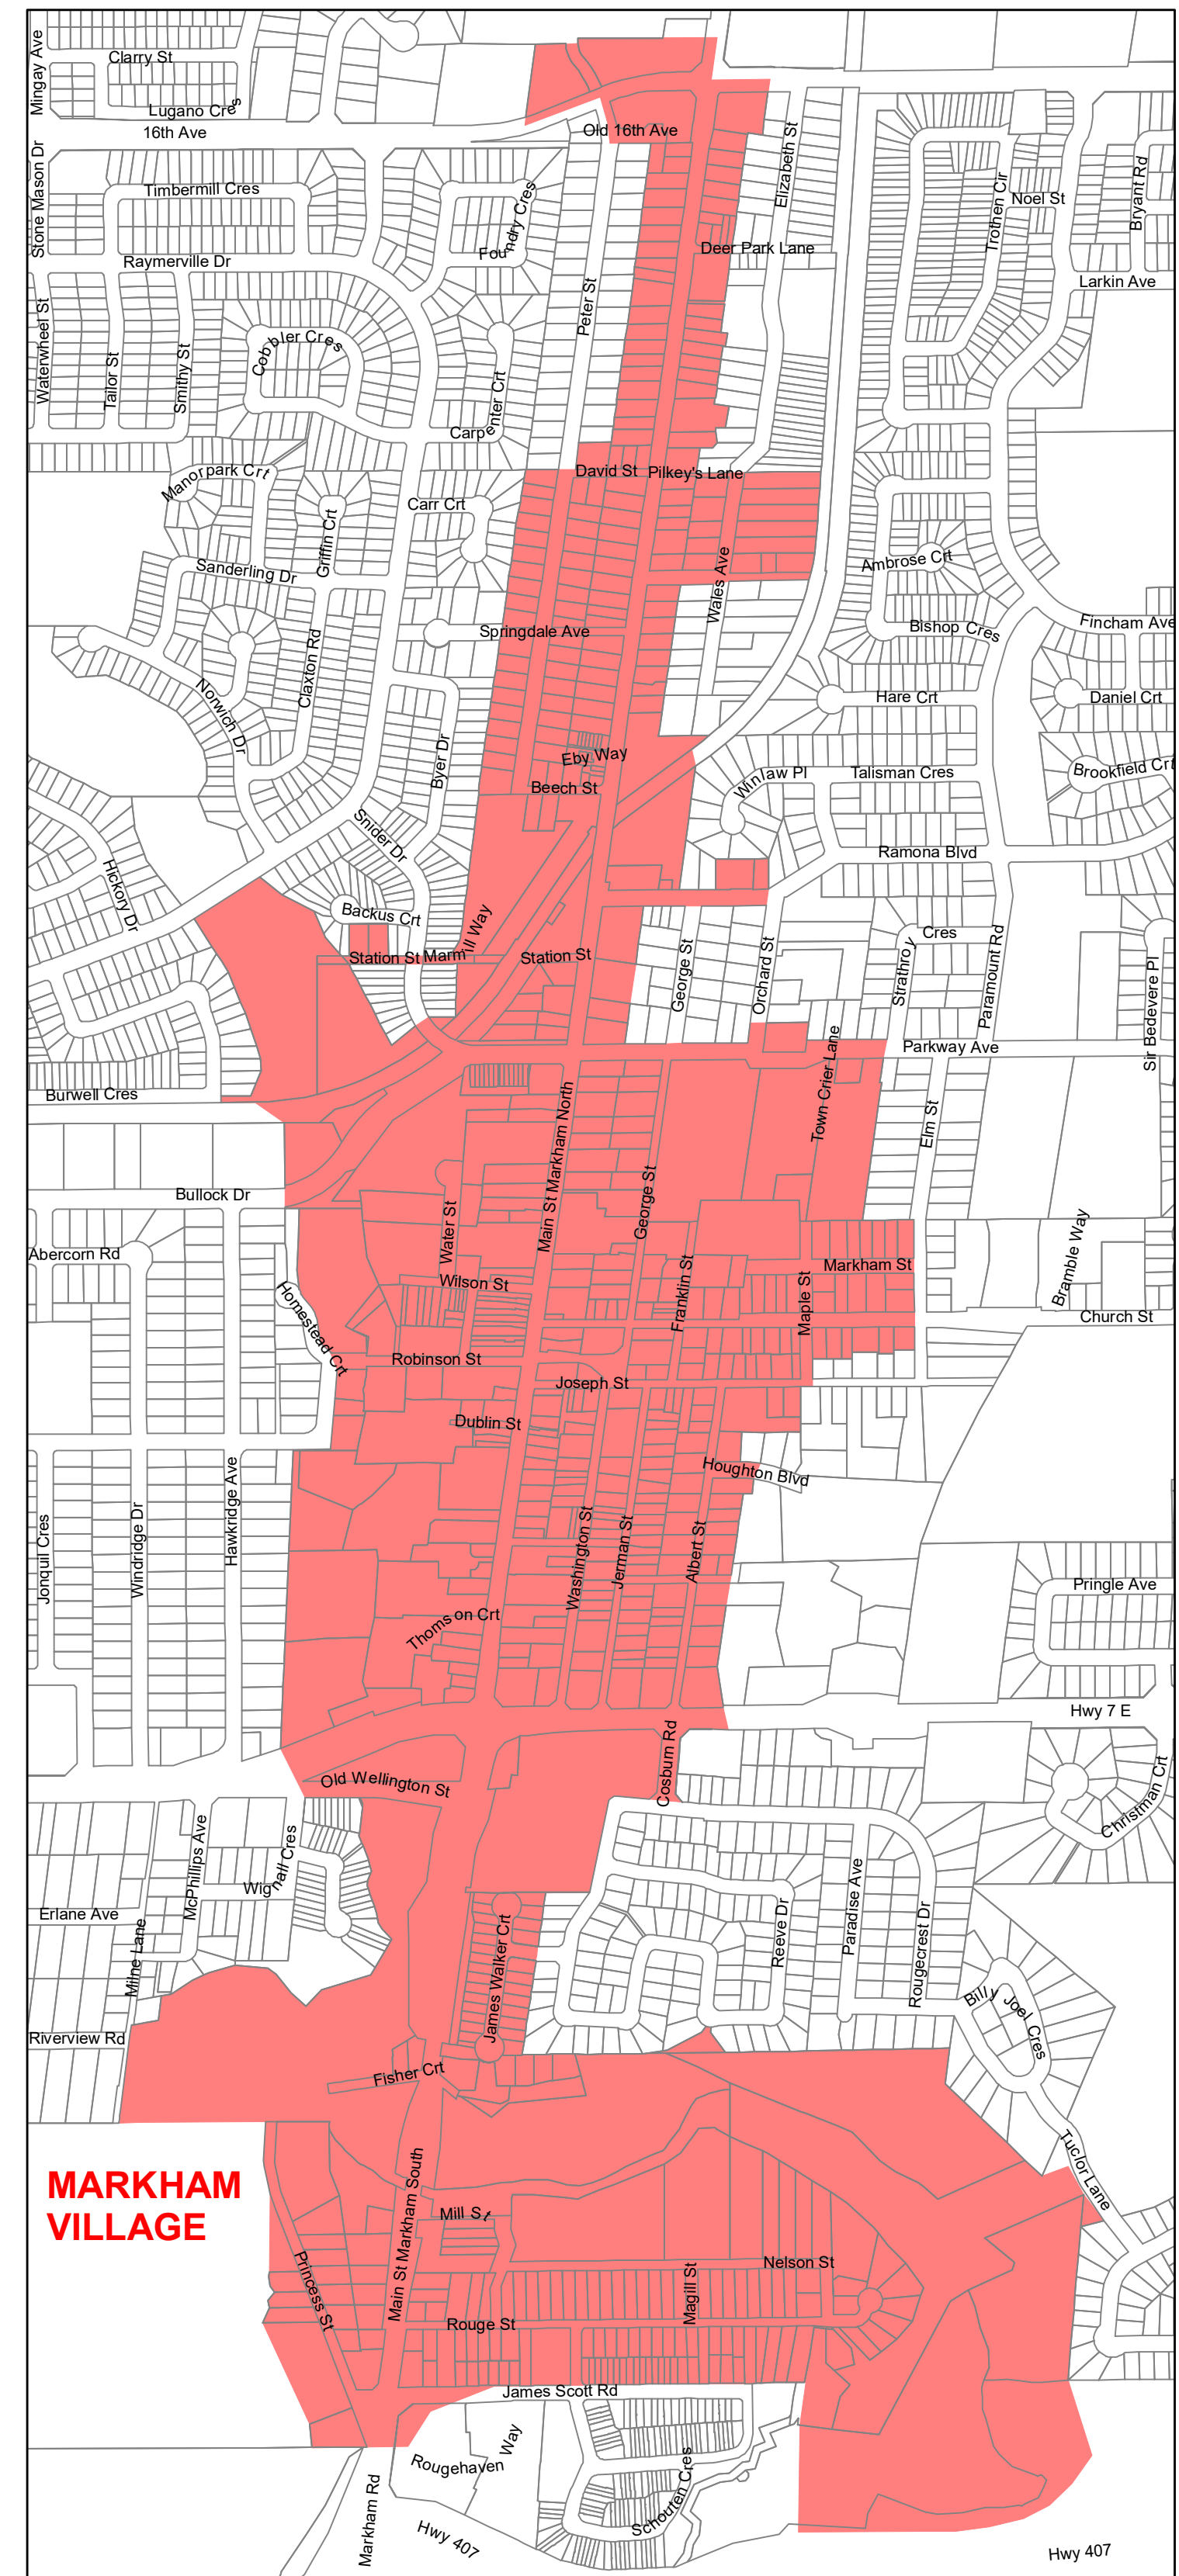 Mingay Ave
Clarry St
Lugano Cres
16th Ave
Old 16th Ave
Elizabeth St
Stone Mason Dr
Timbermill Cres
Foundry Cres
Trothen Cir
Noel St
Bryant Rd
Raymerville Dr
Deer Park Lane
Larkin Ave
Waterwheel St
Tailor St
Smithy St
Cobbler Cres
Peter St
Carpenter Crt
Manorpark Crt
David St
Pilkey's Lane
Griffin Crt
Carr Crt
Sanderling Dr
Wales Ave
Ambrose Crt
Springdale Ave
Bishop Cres
Fincham Ave
Claxton Rd
Norwich Dr
Hare Crt
Daniel Crt
Byer Dr
Eby Way
Winlaw Pl
Talisman Cres
Brookfield Crt
Beech St
Snider Dr
Ramona Blvd
Hickory Dr
Backus Crt
Marmill Way
Station St
Station St
George St
Orchard St
Strathroy Cres
Paramount Rd
Sir Bedevere Pl
Parkway Ave
Town Crier Lane
Burwell Cres
Elm St
Main St Markham North
Bullock Dr
Water St
George St
Abercorn Rd
Homestead Crt
Wilson St
Franklin St
Maple St
Markham St
Bramble Way
Church St
Robinson St
Joseph St
Dublin St
Houghton Blvd
Jonquil Cres
Windridge Dr
Hawkridge Ave
Washington St
Jerman St
Albert St
Pringle Ave
Thomson Crt
Hwy 7 E
Cosburn Rd
Old Wellington St
Christman Crt
McPhillips Ave
Wignall Cres
Erlane Ave
Milne Lane
James Walker Crt
Reeve Dr
Paradise Ave
Rougecrest Dr
Billy Joel Cres
Riverview Rd
Fisher Crt
Tuclor Lane
MARKHAM
VILLAGE
Main St Markham South
Mill St
Princess St
Nelson St
Magill St
Rouge St
James Scott Rd
Rougehaven Way
Schouten Cres
Markham Rd
Hwy 407
Hwy 407